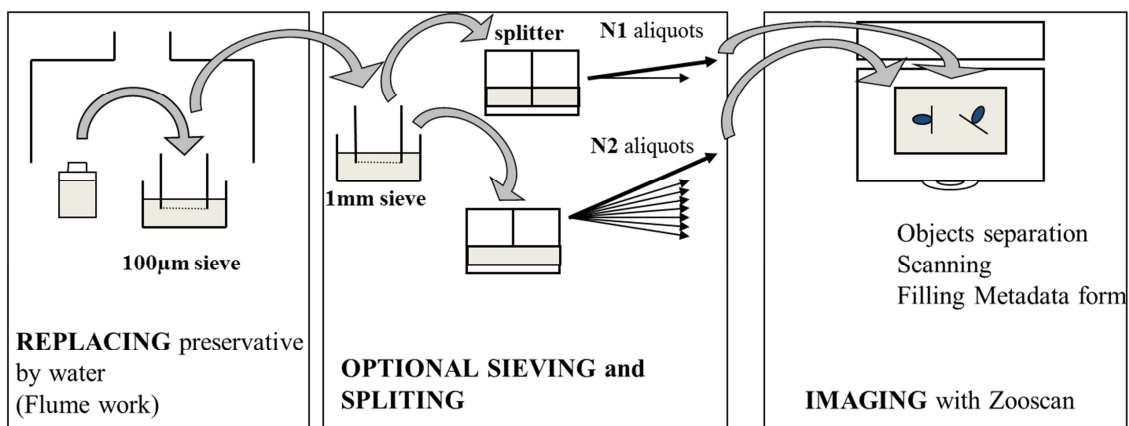 100µm sieve
REPLACING preservative
by water
(Flume work)
splitter
N1 aliquots
N2 aliquots
1mm sieve
OPTIONAL SIEVING and
SPLITING
Objects separation
Scanning
Filling Metadata form
IMAGING with Zooscan